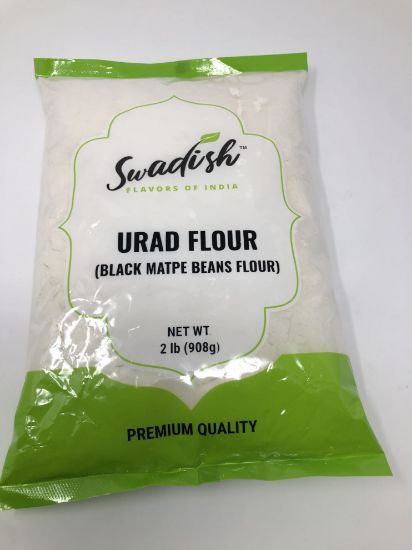 Swadish™
FLAVORS OF INDIA
URAD FLOUR
(BLACK MATPE BEANS FLOUR)
NET WT
2 lb (908g)
PREMIUM QUALITY